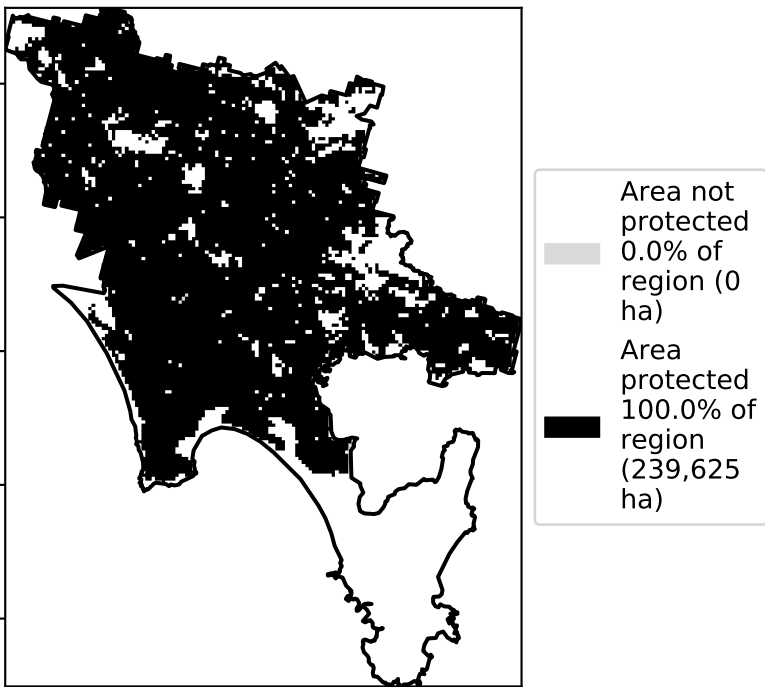 Area not
protected
0.0% of
region (0
ha)
Area
protected
100.0% of
region
(239,625
ha)